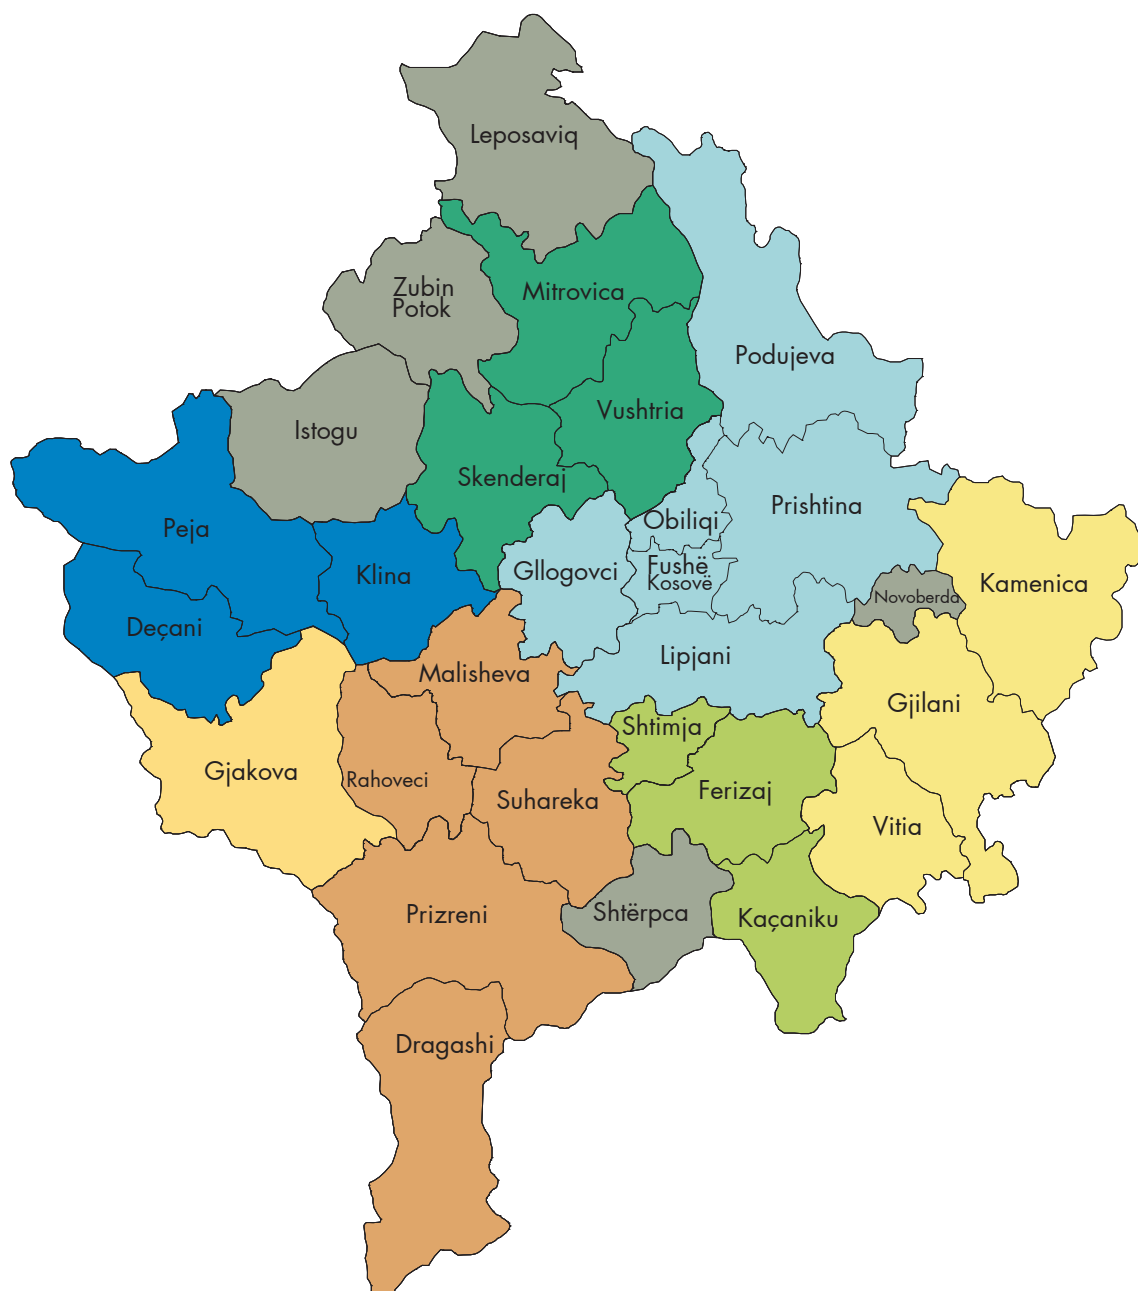 Leposaviq
Zubin
Potok
Mitrovica
Podujeva
Istogu
Vushtria
Skenderaj
Peja
Klina
Gllogovci
Obiliqi
Fushë
Kosovë
Prishtina
Novoberda
Kamenica
Deçani
Malisheva
Lipjani
Gjakova
Rahoveci
Suhareka
Shtimja
Ferizaj
Gjilani
Vitia
Prizreni
Shtërpca
Kaçaniku
Dragashi